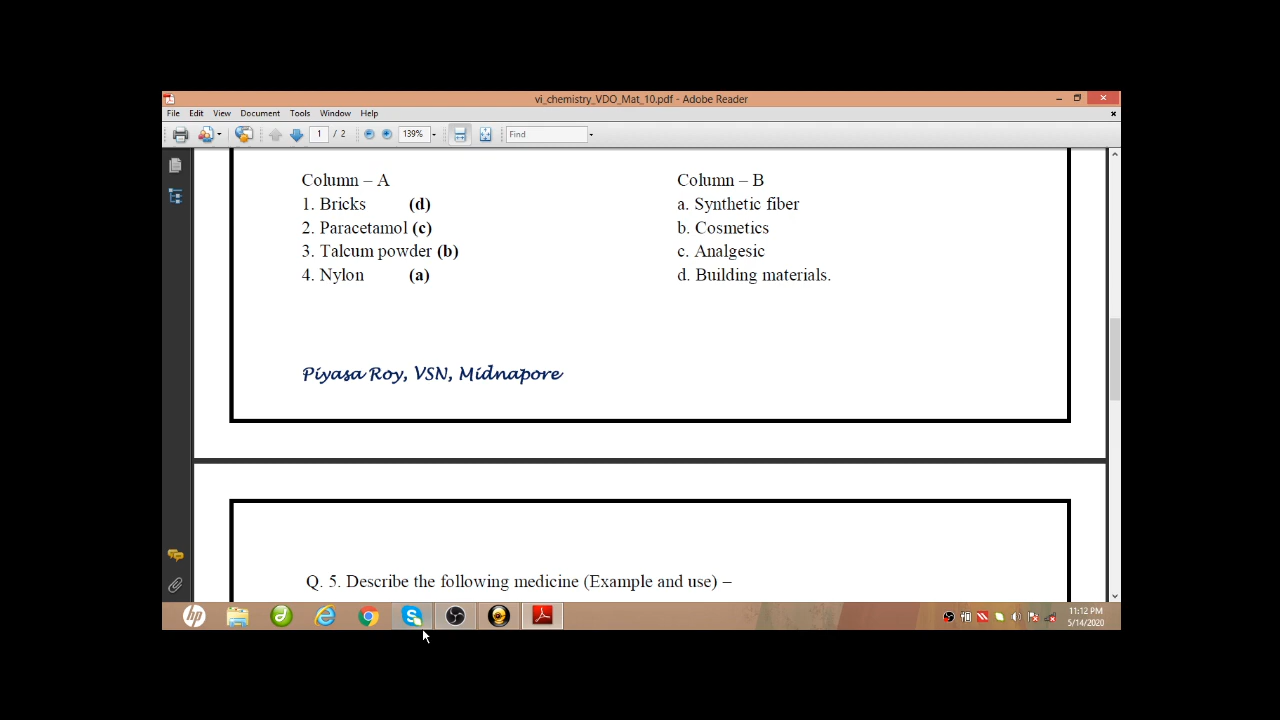 vi_chemistry_VDO_Mat_10.pdf - Adobe Reader
File Edit View Document Tools Window Help
1 / 2 139% Find
Column – A Column – B
1. Bricks (d) a. Synthetic fiber
2. Paracetamol (c) b. Cosmetics
3. Talcum powder (b) c. Analgesic
4. Nylon (a) d. Building materials.
Piyasa Roy, VSN, Midnapore
Q. 5. Describe the following medicine (Example and use) –
hp
11:12 PM
5/14/2020